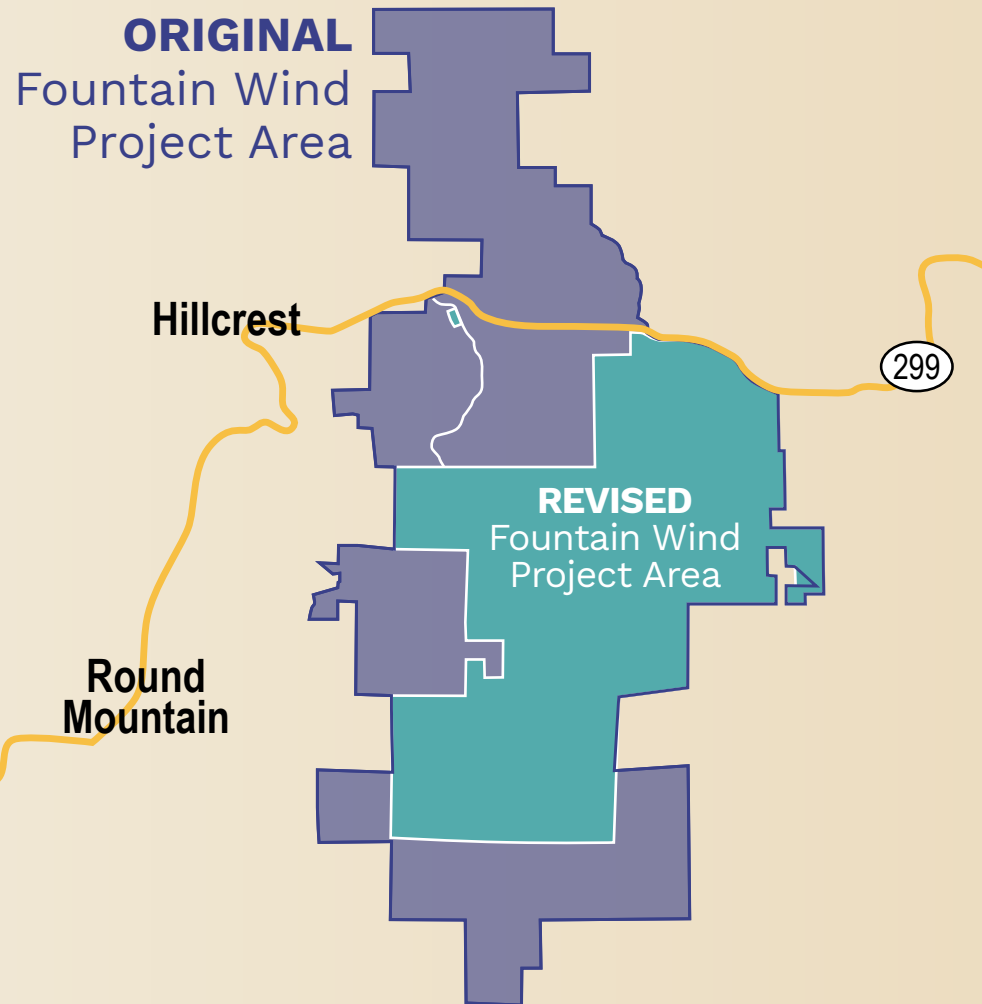 ORIGINAL
Fountain Wind
Project Area
Hillcrest
299
REVISED
Fountain Wind
Project Area
Round
Mountain